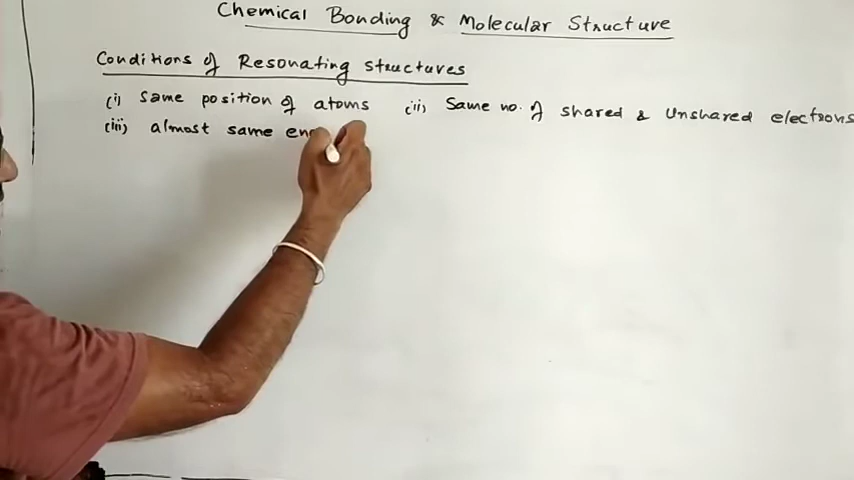 Chemical Bonding & Molecular Structure
Conditions of Resonating structures
(i) Same position of atoms (ii) Same no. of shared & Unshared electrons
(iii) almost same